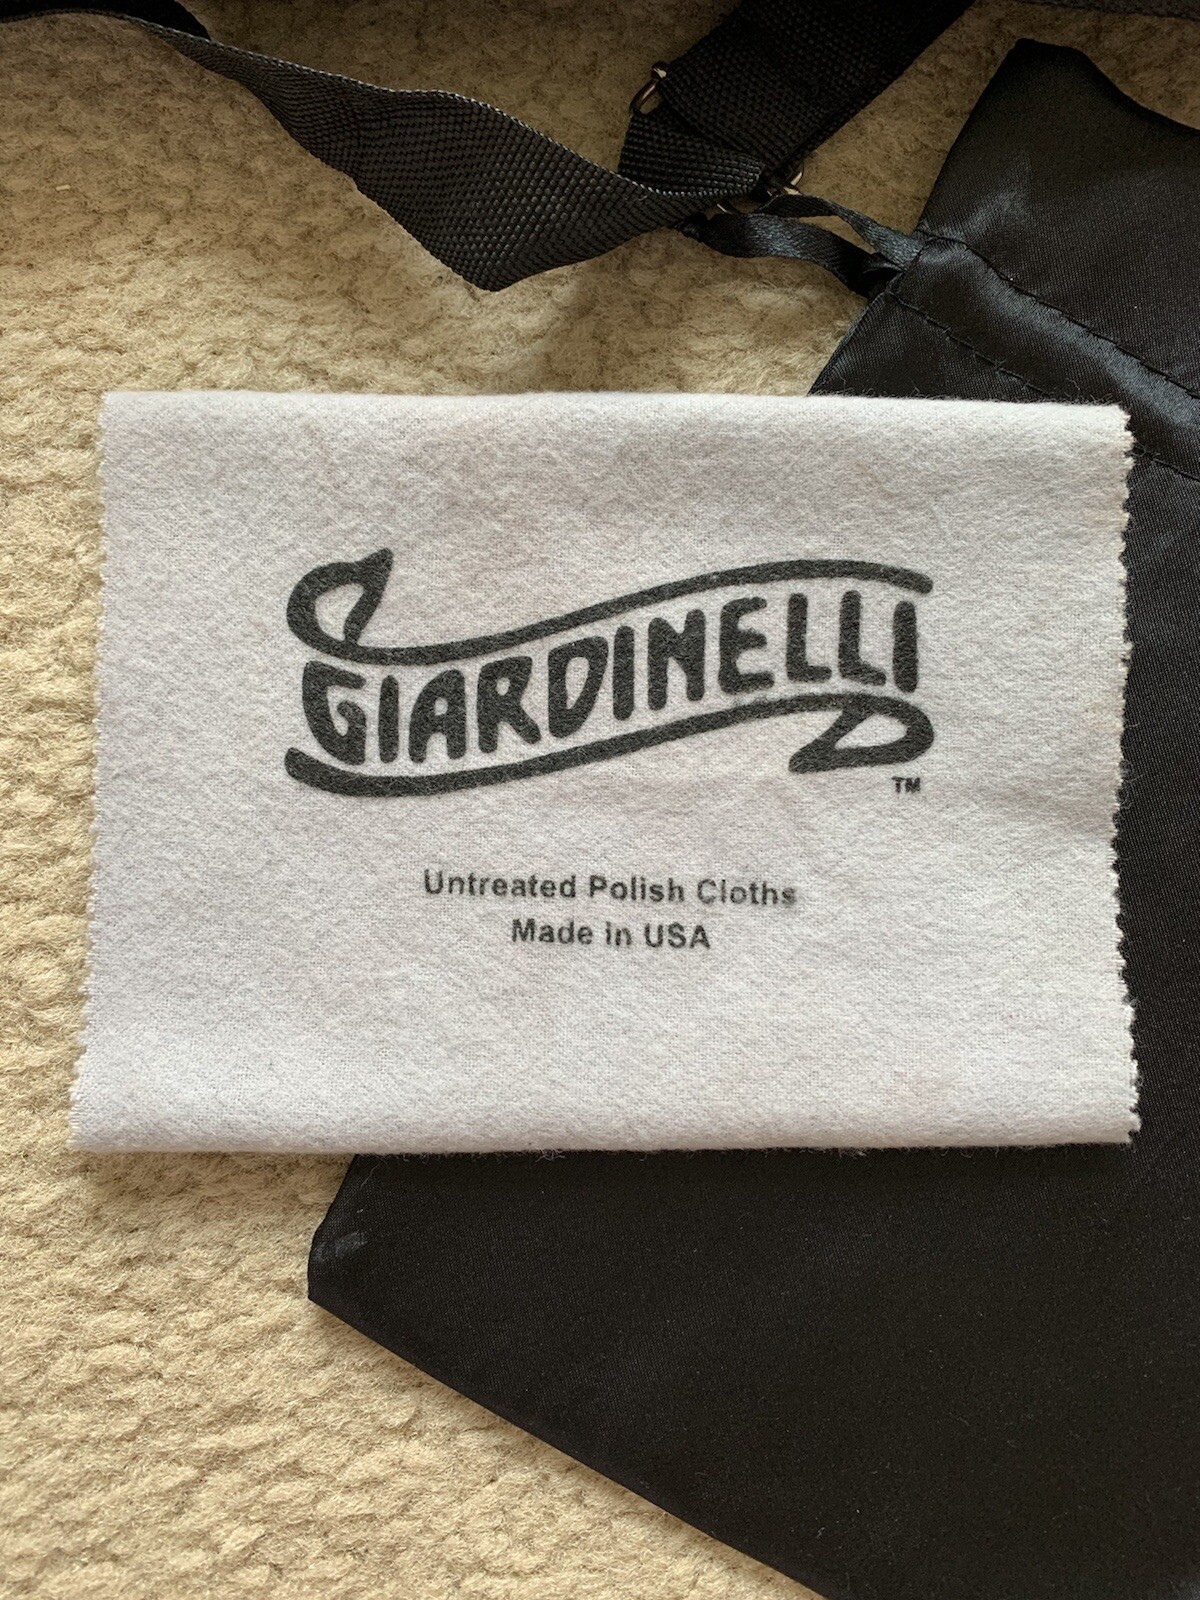 GIARDINELLI
TM
Untreated Polish Cloths
Made in USA